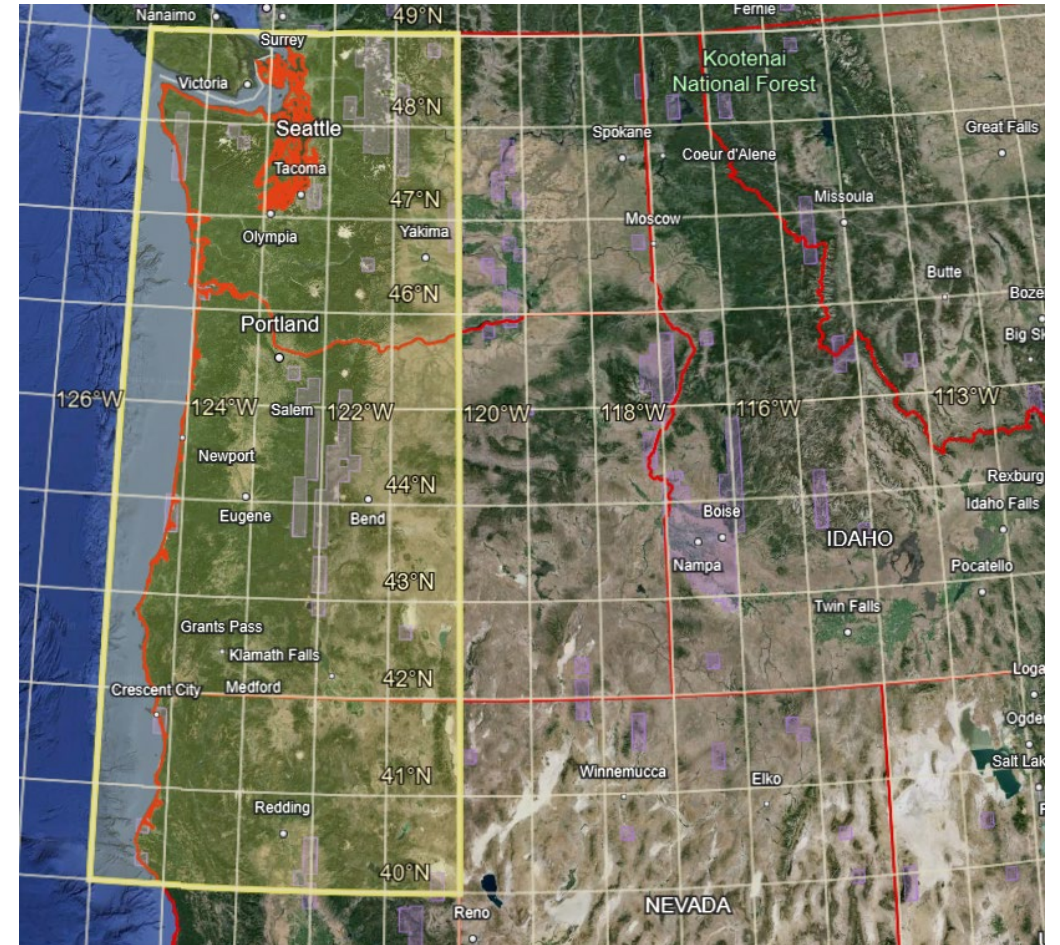 Nanaimo
49°N
Fernie
Surrey
Kootenai
National Forest
Victoria
48°N
Seattle
Spokane
Great Falls
Coeur d'Alene
Tacoma
47°N
Missoula
Moscow
Olympia
Yakima
Butte
46°N
Boze
Portland
Big Sk
126°W
124°W
Salem
122°W
120°W
118°W
116°W
113°W
Newport
44°N
Rexburg
Eugene
Bend
Boise
Idaho Falls
IDAHO
Nampa
Pocatello
43°N
Twin Falls
Grants Pass
Klamath Falls
42°N
Loga
Crescent City
Medford
Ogde
41°N
Winnemucca
Elko
Salt Lak
Redding
40°N
Reno
NEVADA